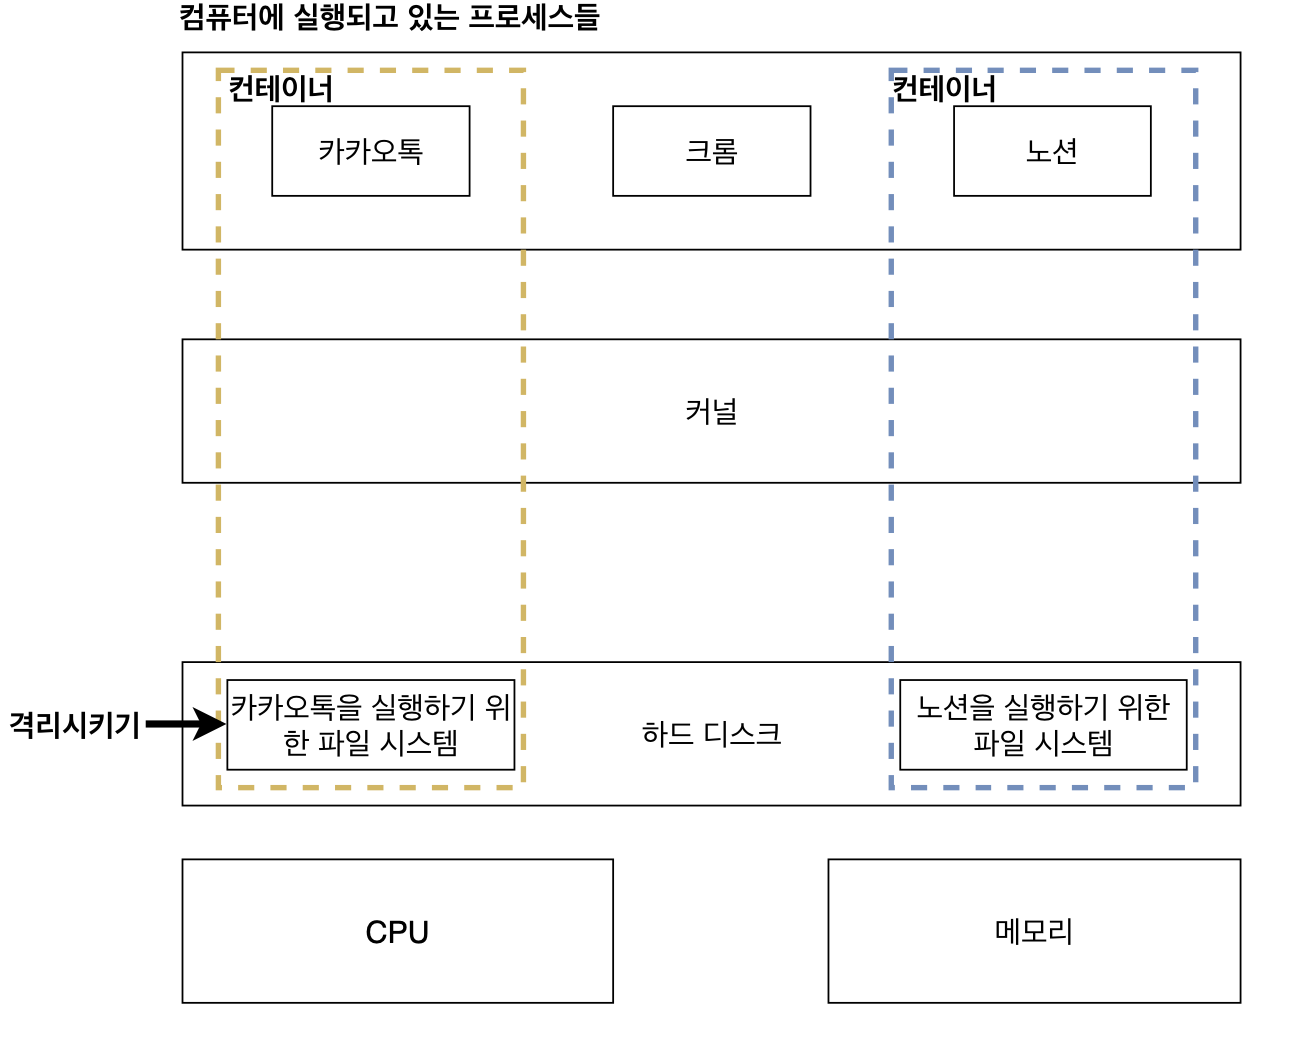 컴퓨터에 실행되고 있는 프로세스들
컨테이너
컨테이너
카카오톡
크롬
노션
커널
격리시키기
카카오톡을 실행하기 위
한 파일 시스템
하드 디스크
노션을 실행하기 위한
파일 시스템
CPU
메모리